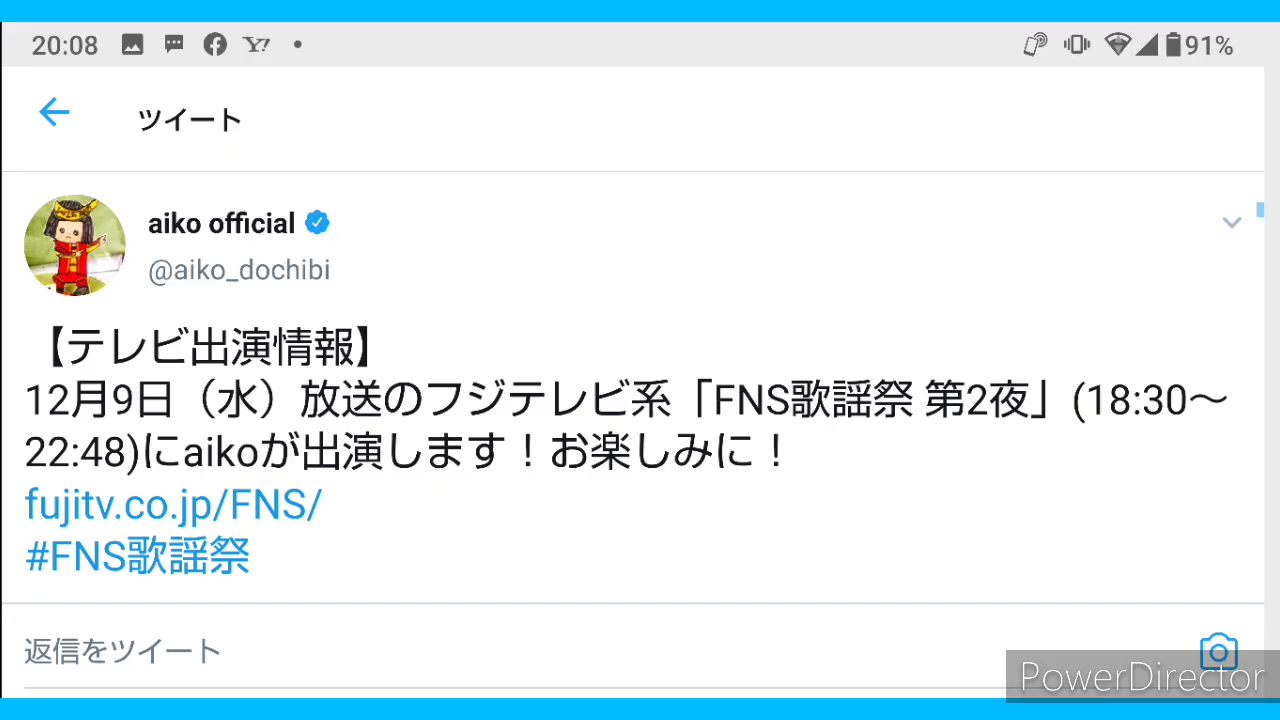 20:08 91%
ツイート
aiko official
@aiko_dochibi
【テレビ出演情報】
12月9日（水）放送のフジテレビ系「FNS歌謡祭 第2夜」(18:30〜
22:48)にaikoが出演します！お楽しみに！
fujitv.co.jp/FNS/
#FNS歌謡祭
返信をツイート
PowerDirector